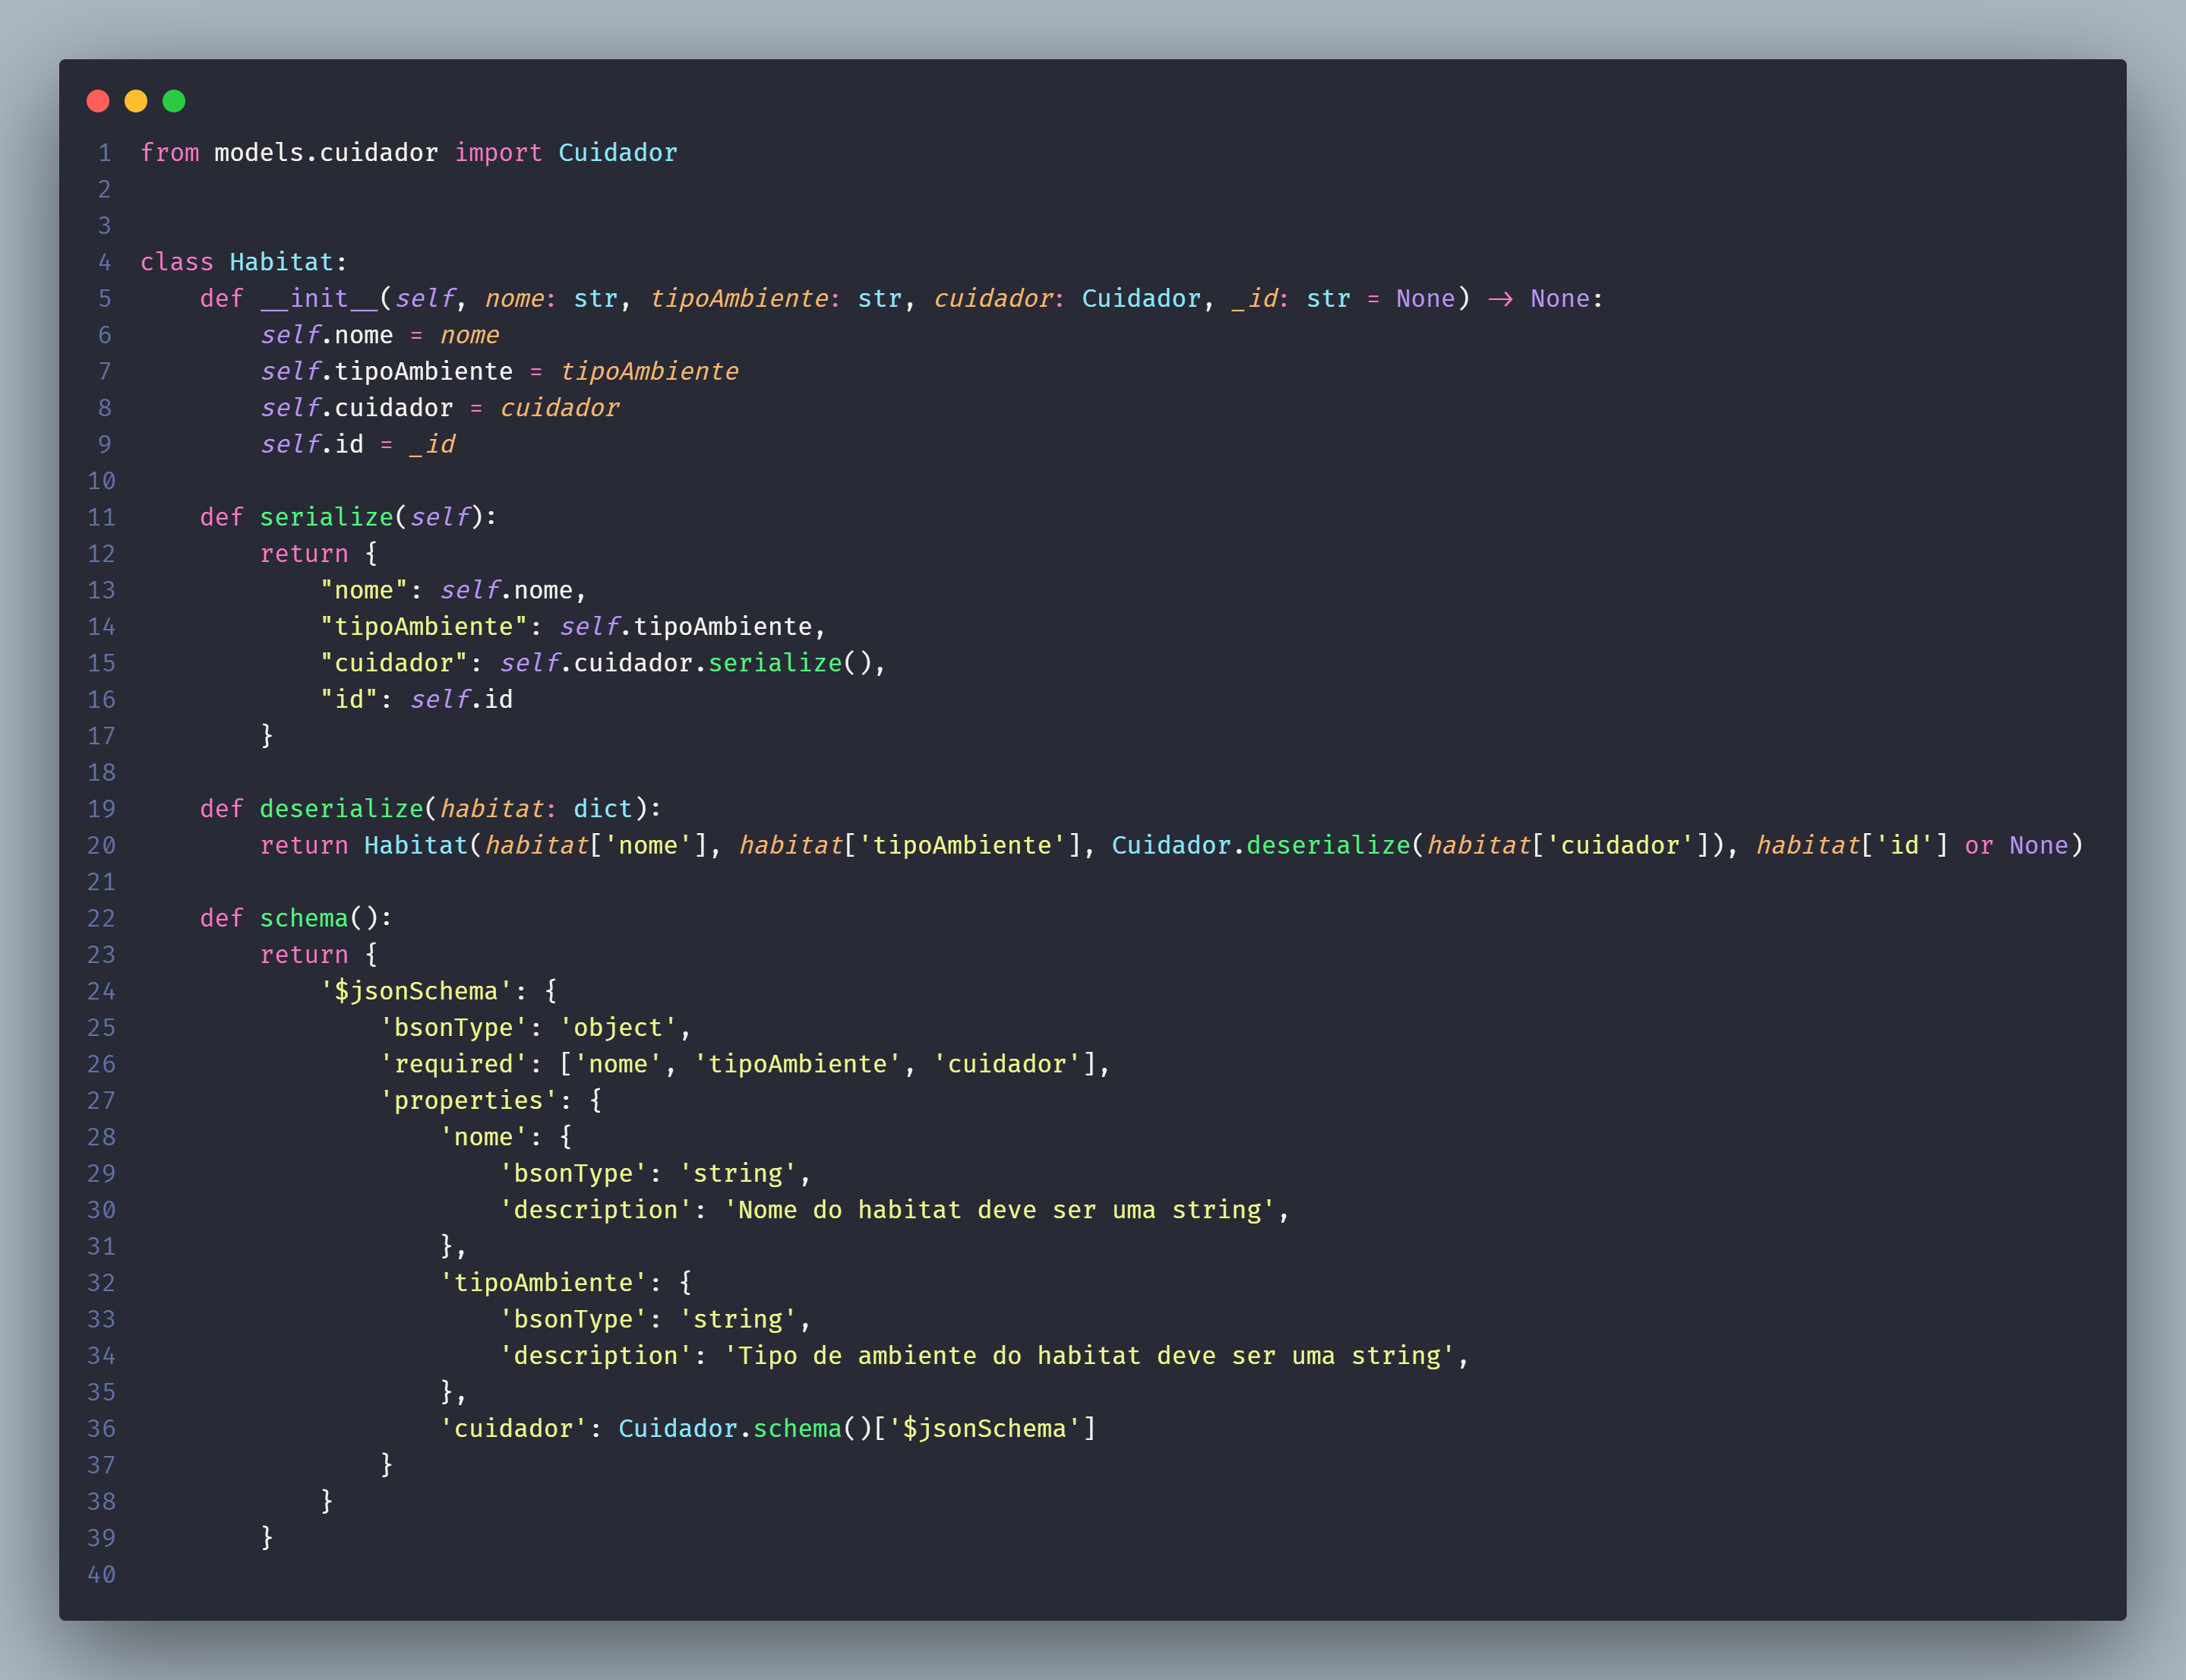 1 from models.cuidador import Cuidador
2
3
4 class Habitat:
5     def __init__(self, nome: str, tipoAmbiente: str, cuidador: Cuidador, _id: str = None) -> None:
6         self.nome = nome
7         self.tipoAmbiente = tipoAmbiente
8         self.cuidador = cuidador
9         self.id = _id
10
11     def serialize(self):
12         return {
13             "nome": self.nome,
14             "tipoAmbiente": self.tipoAmbiente,
15             "cuidador": self.cuidador.serialize(),
16             "id": self.id
17         }
18
19     def deserialize(habitat: dict):
20         return Habitat(habitat['nome'], habitat['tipoAmbiente'], Cuidador.deserialize(habitat['cuidador']), habitat['id'] or None)
21
22     def schema():
23         return {
24             '$jsonSchema': {
25                 'bsonType': 'object',
26                 'required': ['nome', 'tipoAmbiente', 'cuidador'],
27                 'properties': {
28                     'nome': {
29                         'bsonType': 'string',
30                         'description': 'Nome do habitat deve ser uma string',
31                     },
32                     'tipoAmbiente': {
33                         'bsonType': 'string',
34                         'description': 'Tipo de ambiente do habitat deve ser uma string',
35                     },
36                     'cuidador': Cuidador.schema()['$jsonSchema']
37                 }
38             }
39         }
40